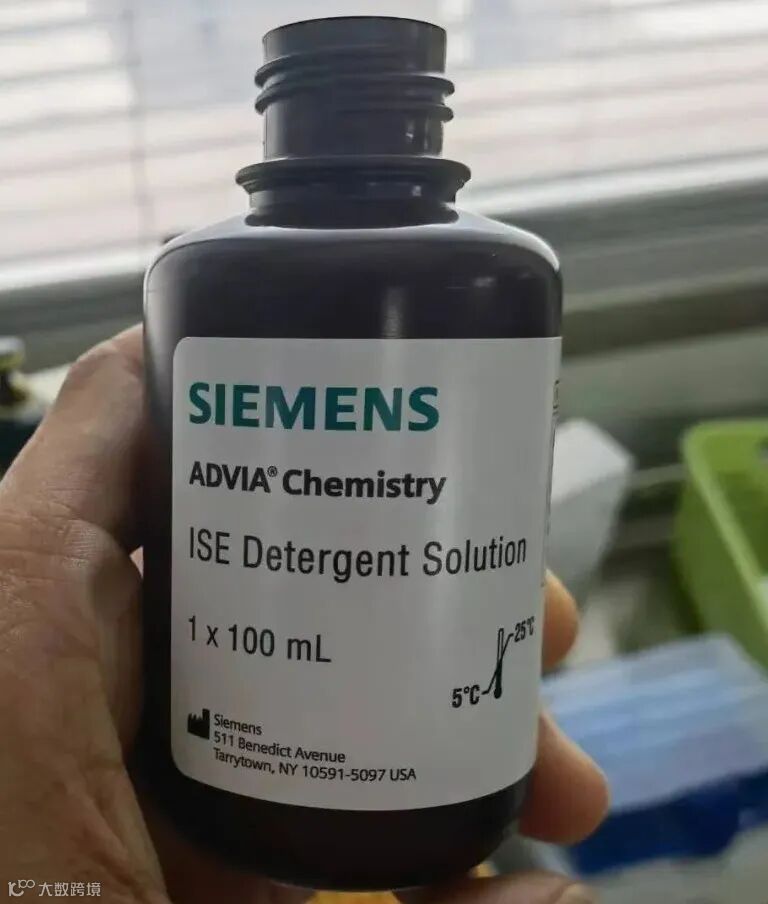 SIEMENS
ADVIA® Chemistry
ISE Detergent Solution
1 x 100 mL
25°C
5°C
Siemens
511 Benedict Avenue
Tarrytown, NY 10591-5097 USA
大数跨境